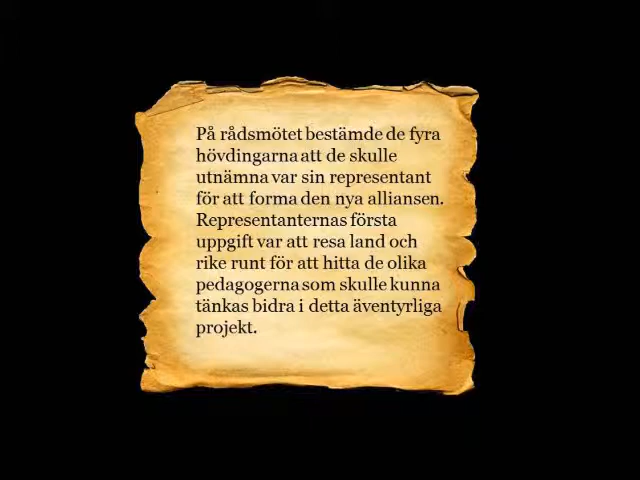 På rådsmötet bestämde de fyra
hövdingarna att de skulle
utnämna var sin representant
för att forma den nya alliansen.
Representanternas första
uppgift var att resa land och
rike runt för att hitta de olika
pedagogerna som skulle kunna
tänkas bidra i detta äventyrliga
projekt.